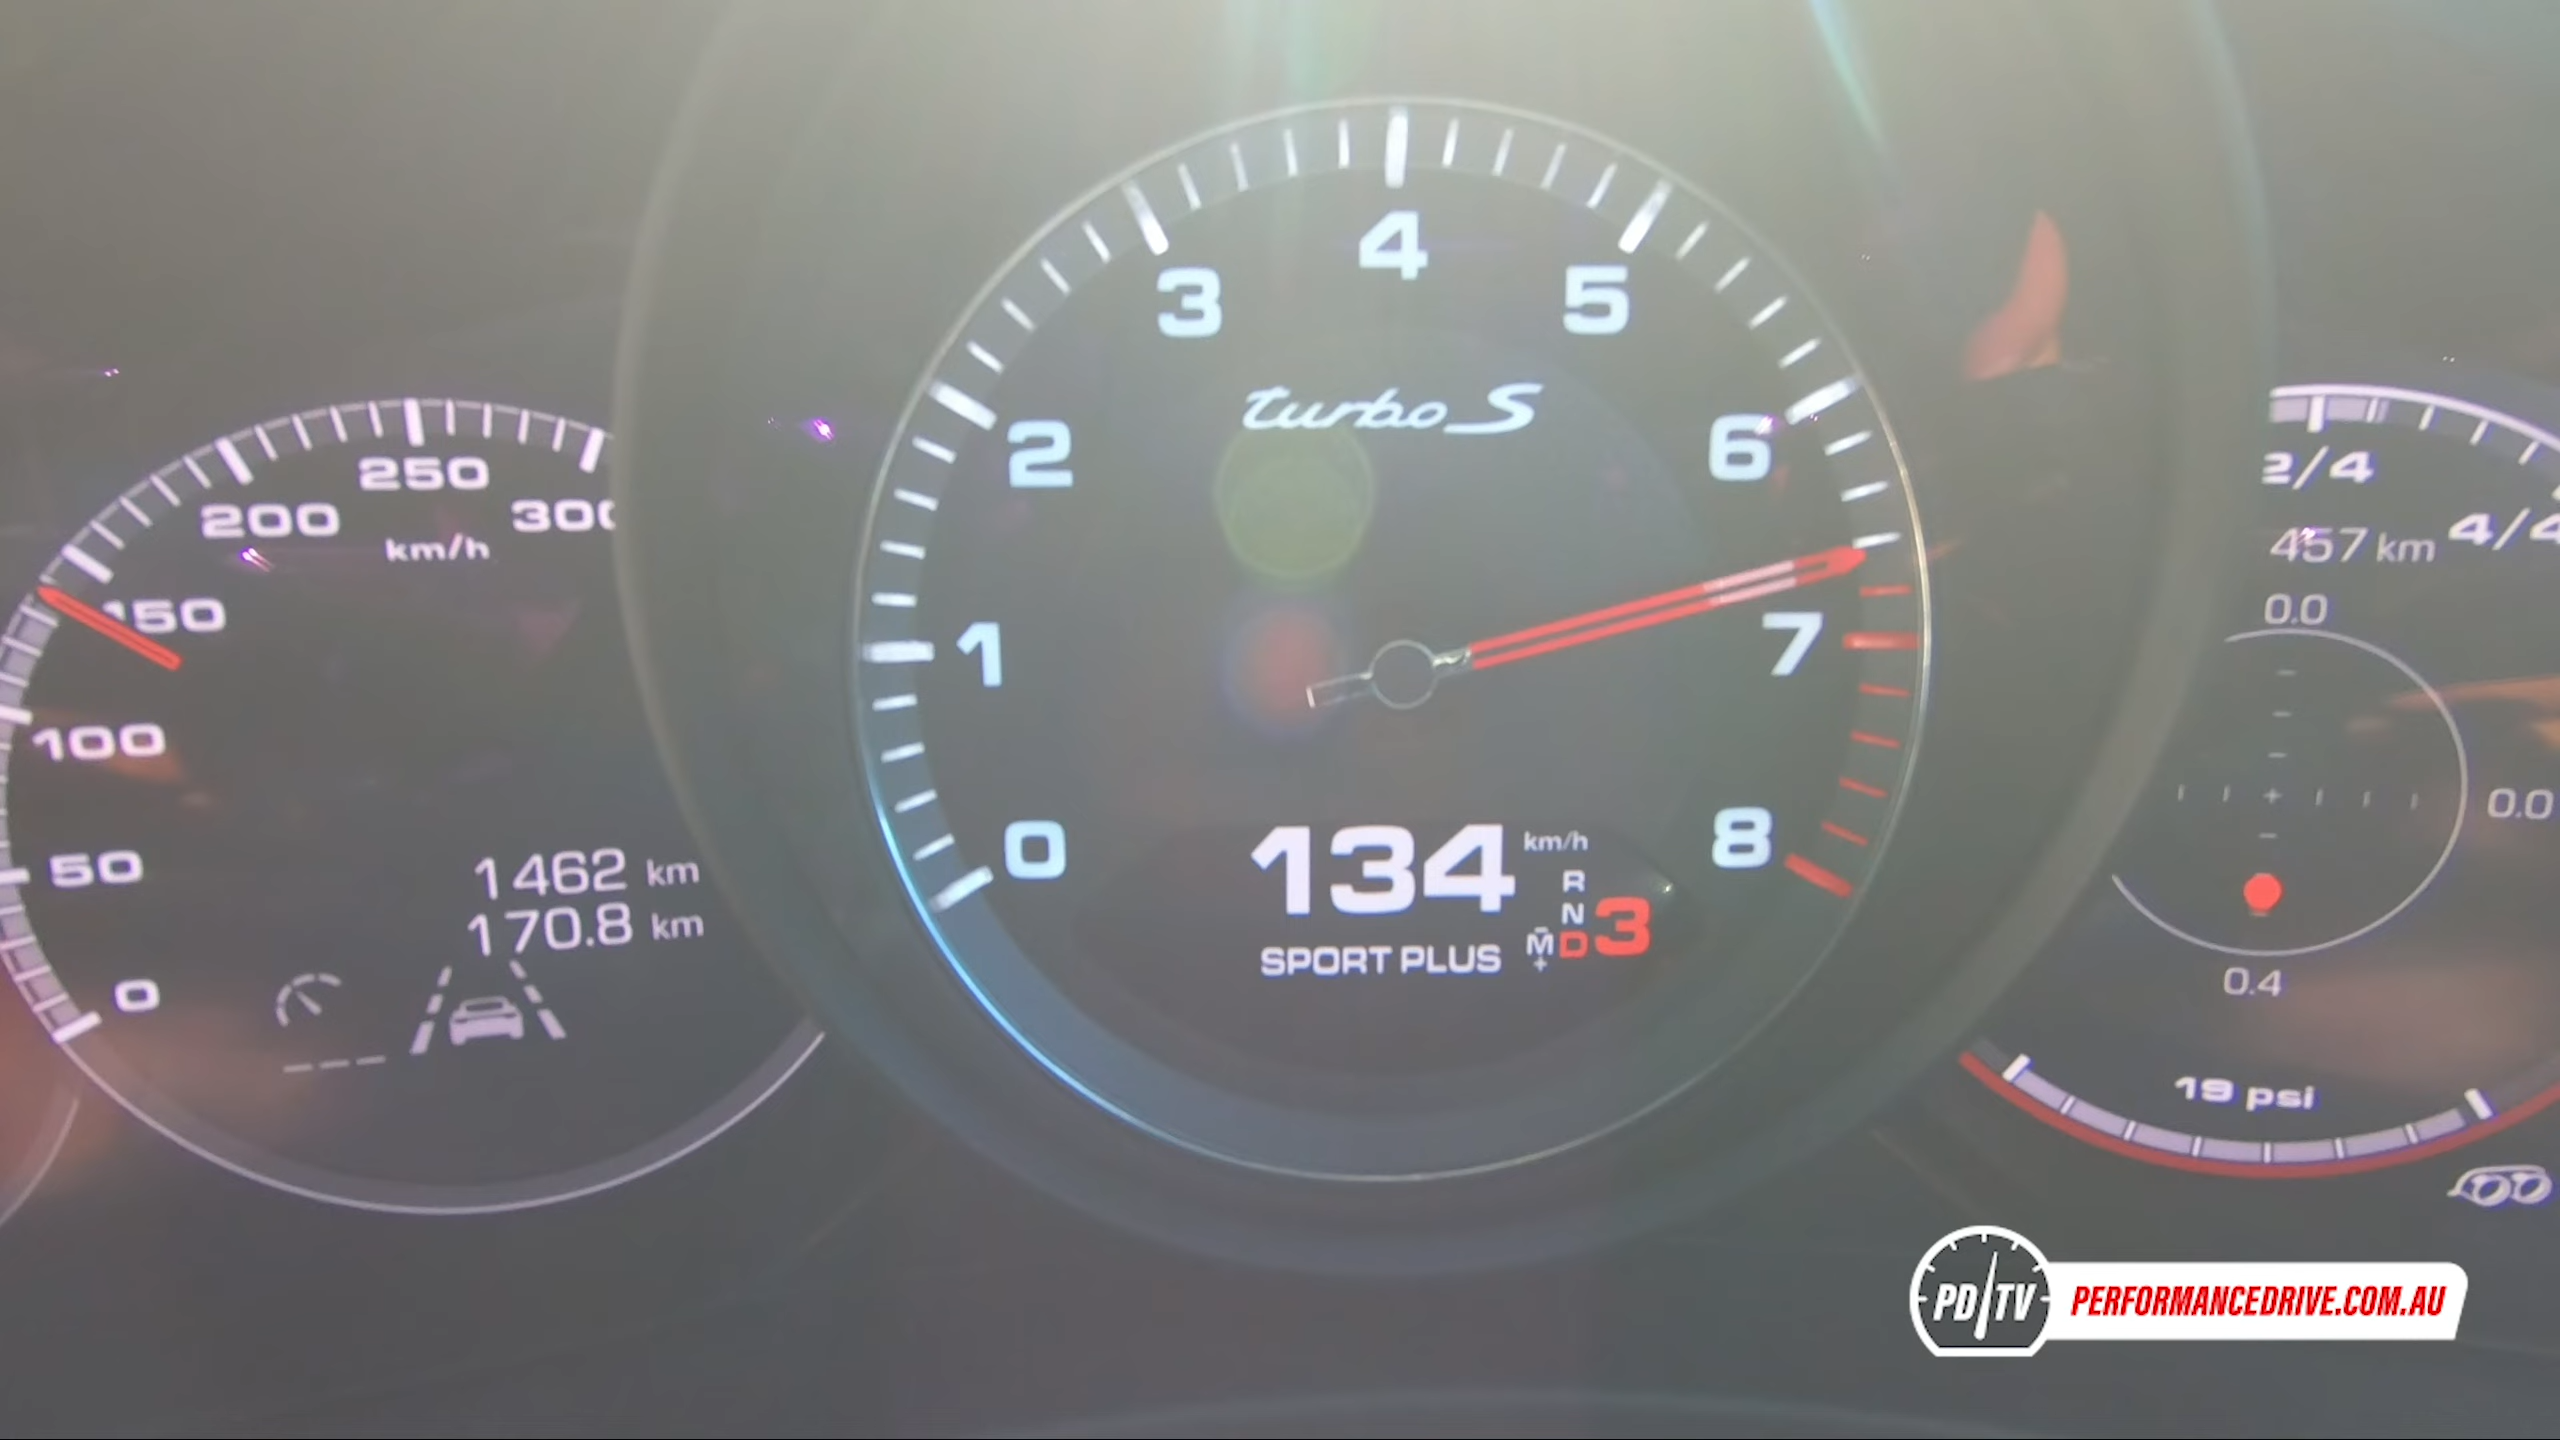 0
50
100
150
200
250
300
km/h
1462 km
170.8 km
turbo S
0
1
2
3
4
5
6
7
8
134 km/h
SPORT PLUS
R
N
M D 3
- +
2/4
4/4
457 km
0.0
0.0
0.4
19 psi
PD/TV
PERFORMANCEDRIVE.COM.AU